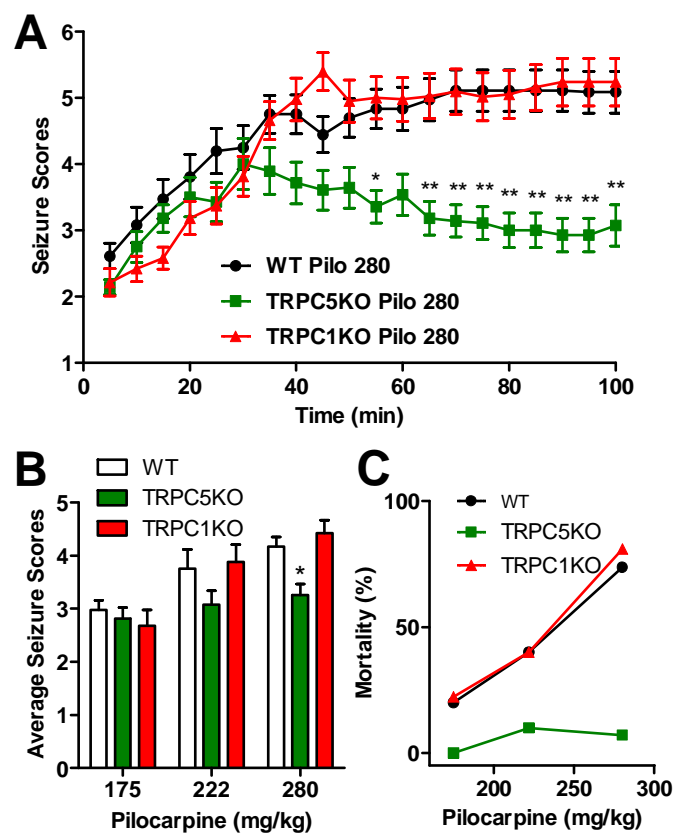 A
6
5
4
3
2
1
Seizure Scores
* ** ** ** ** ** ** ** **
WT Pilo 280
TRPC5KO Pilo 280
TRPC1KO Pilo 280
0 20 40 60 80 100
Time (min)
B
WT
TRPC5KO
TRPC1KO
5
4
3
2
1
0
Average Seizure Scores
*
175 222 280
Pilocarpine (mg/kg)
C
WT
TRPC5KO
TRPC1KO
100
50
0
Mortality (%)
200 250 300
Pilocarpine (mg/kg)